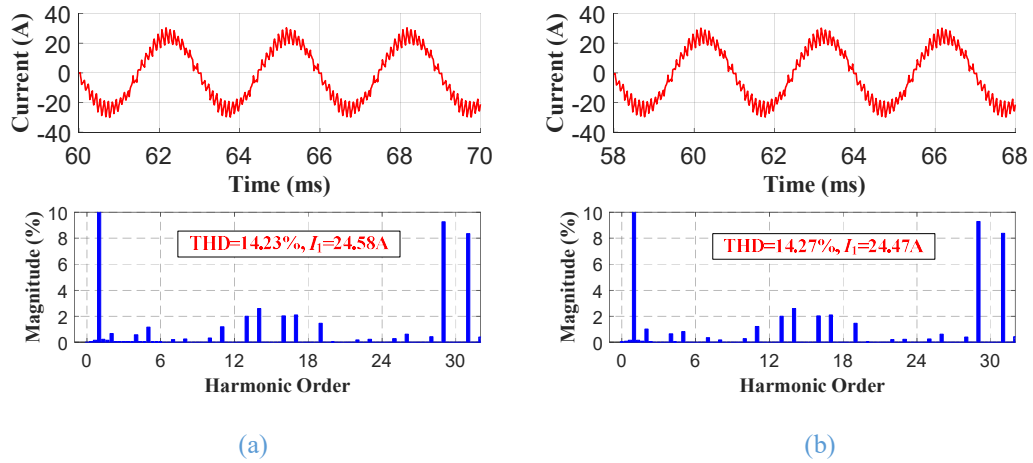 Current (A)
40
20
0
-20
-40
60 62 64 66 68 70
Time (ms)
Magnitude (%)
10
8
6
4
2
0
THD=14.23%, I1=24.58A
0 6 12 18 24 30
Harmonic Order
(a)
Current (A)
40
20
0
-20
-40
58 60 62 64 66 68
Time (ms)
Magnitude (%)
10
8
6
4
2
0
THD=14.27%, I1=24.47A
0 6 12 18 24 30
Harmonic Order
(b)